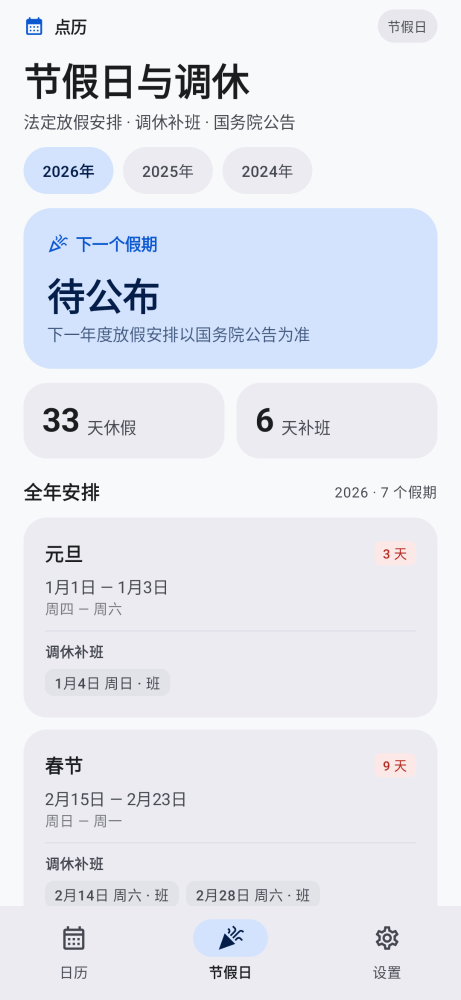 点历
节假日
节假日与调休
法定放假安排 · 调休补班 · 国务院公告
2026年
2025年
2024年
下一个假期
待公布
下一年度放假安排以国务院公告为准
33 天休假
6 天补班
全年安排
2026 · 7 个假期
元旦
3 天
1月1日 — 1月3日
周四 — 周六
调休补班
1月4日 周日 · 班
春节
9 天
2月15日 — 2月23日
周日 — 周一
调休补班
2月14日 周六 · 班
2月28日 周六 · 班
日历
节假日
设置